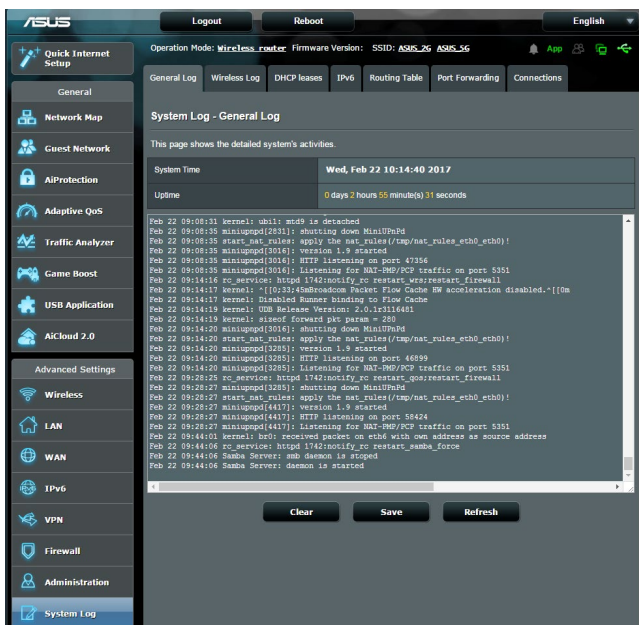 ASUS
Logout
Reboot
English
Quick Internet
Setup
Operation Mode: Wireless router Firmware Version: SSID: ASUS_2G ASUS_5G
App
General Log
Wireless Log
DHCP leases
IPv6
Routing Table
Port Forwarding
Connections
General
Network Map
Guest Network
AiProtection
Adaptive QoS
Traffic Analyzer
Game Boost
USB Application
AiCloud 2.0
Advanced Settings
Wireless
LAN
WAN
IPv6
IPv6
VPN
Firewall
Administration
System Log
System Log - General Log
This page shows the detailed system's activities.
System Time
Wed, Feb 22 10:14:40 2017
Uptime
0 days 2 hours 55 minute(s) 31 seconds
Feb 22 09:08:31 kernel: ubi1: mtd9 is detached
Feb 22 09:08:35 miniupnpd[2831]: shutting down MiniUPnPd
Feb 22 09:08:35 start_nat_rules: apply the nat_rules(/tmp/nat_rules_eth0_eth0)!
Feb 22 09:08:35 miniupnpd[3016]: version 1.9 started
Feb 22 09:08:35 miniupnpd[3016]: HTTP listening on port 47356
Feb 22 09:08:35 miniupnpd[3016]: Listening for NAT-PMP/PCP traffic on port 5351
Feb 22 09:14:16 rc_service: httpd 1742:notify_rc restart_wrs;restart_firewall
Feb 22 09:14:17 kernel: ^[[0;33;45mBroadcom Packet Flow Cache HW acceleration disabled.^[[0m
Feb 22 09:14:17 kernel: Disabled Runner binding to Flow Cache
Feb 22 09:14:19 kernel: UDB Release Version: 2.0.1r3116481
Feb 22 09:14:19 kernel: sizeof forward pkt param = 280
Feb 22 09:14:20 miniupnpd[3016]: shutting down MiniUPnPd
Feb 22 09:14:20 start_nat_rules: apply the nat_rules(/tmp/nat_rules_eth0_eth0)!
Feb 22 09:14:20 miniupnpd[3285]: version 1.9 started
Feb 22 09:14:20 miniupnpd[3285]: HTTP listening on port 46899
Feb 22 09:14:20 miniupnpd[3285]: Listening for NAT-PMP/PCP traffic on port 5351
Feb 22 09:28:25 rc_service: httpd 1742:notify_rc restart_qos;restart_firewall
Feb 22 09:28:27 miniupnpd[3285]: shutting down MiniUPnPd
Feb 22 09:28:27 start_nat_rules: apply the nat_rules(/tmp/nat_rules_eth0_eth0)!
Feb 22 09:28:27 miniupnpd[4417]: version 1.9 started
Feb 22 09:28:27 miniupnpd[4417]: HTTP listening on port 58424
Feb 22 09:28:27 miniupnpd[4417]: Listening for NAT-PMP/PCP traffic on port 5351
Feb 22 09:44:01 kernel: br0: received packet on eth6 with own address as source address
Feb 22 09:44:06 rc_service: httpd 1742:notify_rc restart_samba_force
Feb 22 09:44:06 Samba Server: smb daemon is stoped
Feb 22 09:44:06 Samba Server: daemon is started
Clear
Save
Refresh